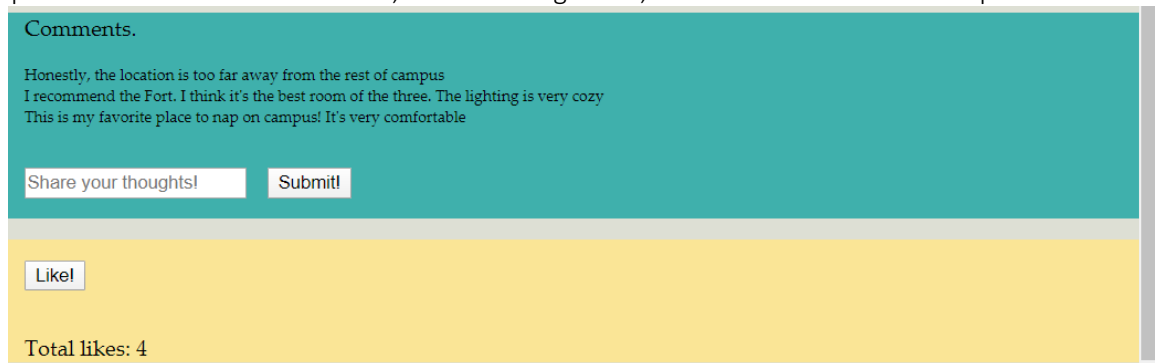 Comments.
Honestly, the location is too far away from the rest of campus
I recommend the Fort. I think it's the best room of the three. The lighting is very cozy
This is my favorite place to nap on campus! It's very comfortable
Share your thoughts! Submit!
Like!
Total likes: 4